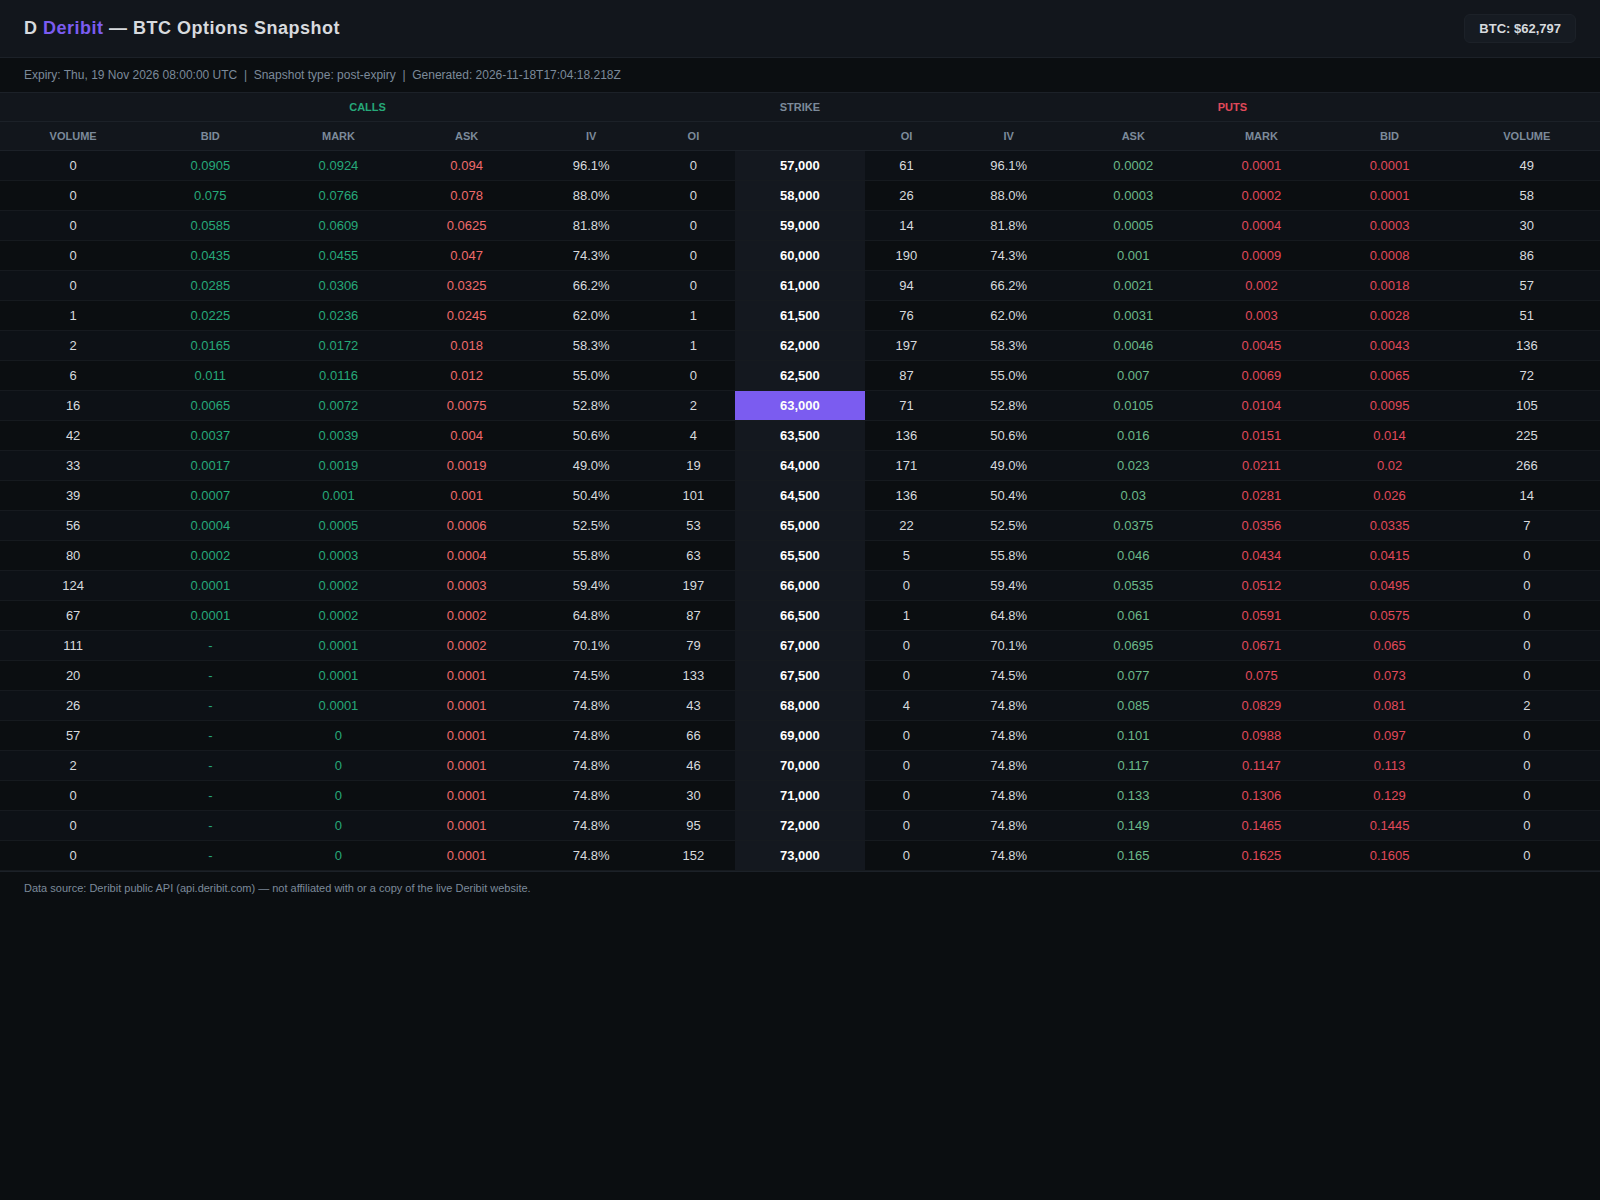 D Deribit — BTC Options Snapshot
BTC: $62,797
Expiry: Thu, 19 Nov 2026 08:00:00 UTC | Snapshot type: post-expiry | Generated: 2026-11-18T17:04:18.218Z
CALLS STRIKE PUTS
VOLUME BID MARK ASK IV OI OI IV ASK MARK BID VOLUME
0 0.0905 0.0924 0.094 96.1% 0 57,000 61 96.1% 0.0002 0.0001 0.0001 49
0 0.075 0.0766 0.078 88.0% 0 58,000 26 88.0% 0.0003 0.0002 0.0001 58
0 0.0585 0.0609 0.0625 81.8% 0 59,000 14 81.8% 0.0005 0.0004 0.0003 30
0 0.0435 0.0455 0.047 74.3% 0 60,000 190 74.3% 0.001 0.0009 0.0008 86
0 0.0285 0.0306 0.0325 66.2% 0 61,000 94 66.2% 0.0021 0.002 0.0018 57
1 0.0225 0.0236 0.0245 62.0% 1 61,500 76 62.0% 0.0031 0.003 0.0028 51
2 0.0165 0.0172 0.018 58.3% 1 62,000 197 58.3% 0.0046 0.0045 0.0043 136
6 0.011 0.0116 0.012 55.0% 0 62,500 87 55.0% 0.007 0.0069 0.0065 72
16 0.0065 0.0072 0.0075 52.8% 2 63,000 71 52.8% 0.0105 0.0104 0.0095 105
42 0.0037 0.0039 0.004 50.6% 4 63,500 136 50.6% 0.016 0.0151 0.014 225
33 0.0017 0.0019 0.0019 49.0% 19 64,000 171 49.0% 0.023 0.0211 0.02 266
39 0.0007 0.001 0.001 50.4% 101 64,500 136 50.4% 0.03 0.0281 0.026 14
56 0.0004 0.0005 0.0006 52.5% 53 65,000 22 52.5% 0.0375 0.0356 0.0335 7
80 0.0002 0.0003 0.0004 55.8% 63 65,500 5 55.8% 0.046 0.0434 0.0415 0
124 0.0001 0.0002 0.0003 59.4% 197 66,000 0 59.4% 0.0535 0.0512 0.0495 0
67 0.0001 0.0002 0.0002 64.8% 87 66,500 1 64.8% 0.061 0.0591 0.0575 0
111 - 0.0001 0.0002 70.1% 79 67,000 0 70.1% 0.0695 0.0671 0.065 0
20 - 0.0001 0.0001 74.5% 133 67,500 0 74.5% 0.077 0.075 0.073 0
26 - 0.0001 0.0001 74.8% 43 68,000 4 74.8% 0.085 0.0829 0.081 2
57 - 0 0.0001 74.8% 66 69,000 0 74.8% 0.101 0.0988 0.097 0
2 - 0 0.0001 74.8% 46 70,000 0 74.8% 0.117 0.1147 0.113 0
0 - 0 0.0001 74.8% 30 71,000 0 74.8% 0.133 0.1306 0.129 0
0 - 0 0.0001 74.8% 95 72,000 0 74.8% 0.149 0.1465 0.1445 0
0 - 0 0.0001 74.8% 152 73,000 0 74.8% 0.165 0.1625 0.1605 0
Data source: Deribit public API (api.deribit.com) — not affiliated with or a copy of the live Deribit website.